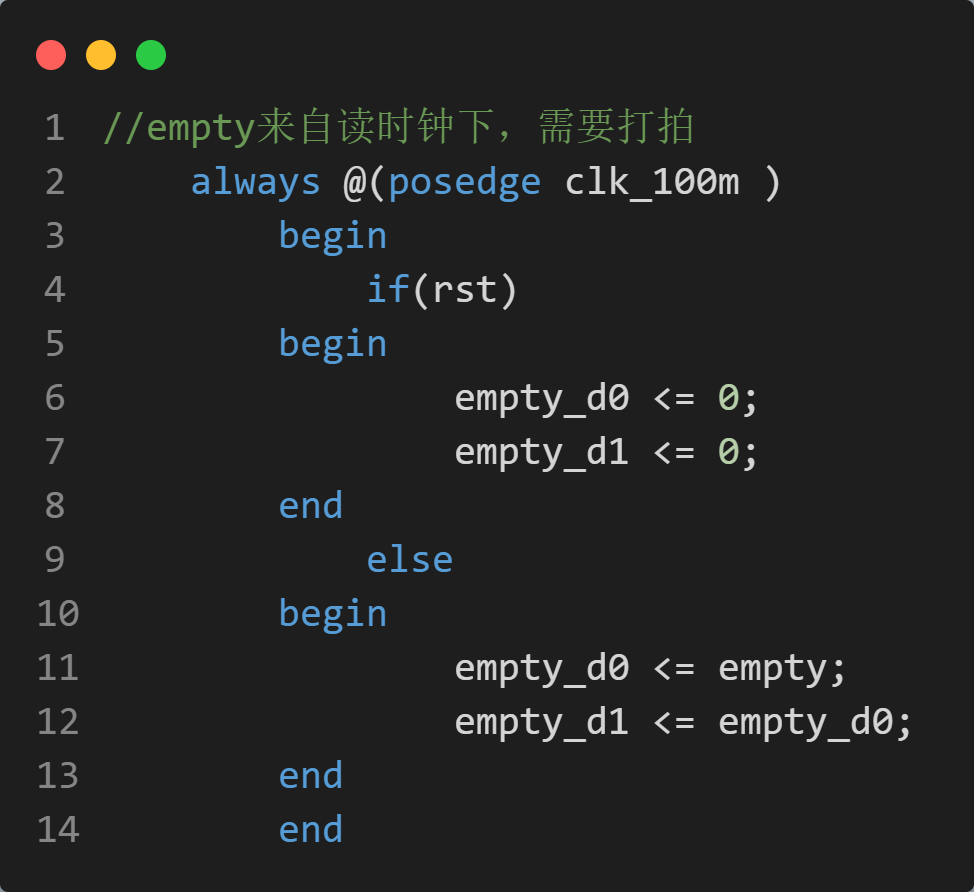 1 //empty来自读时钟下，需要打拍
2     always @(posedge clk_100m )
3         begin
4             if(rst)
5         begin
6                 empty_d0 <= 0;
7                 empty_d1 <= 0;
8         end
9             else
10         begin
11                 empty_d0 <= empty;
12                 empty_d1 <= empty_d0;
13         end
14         end